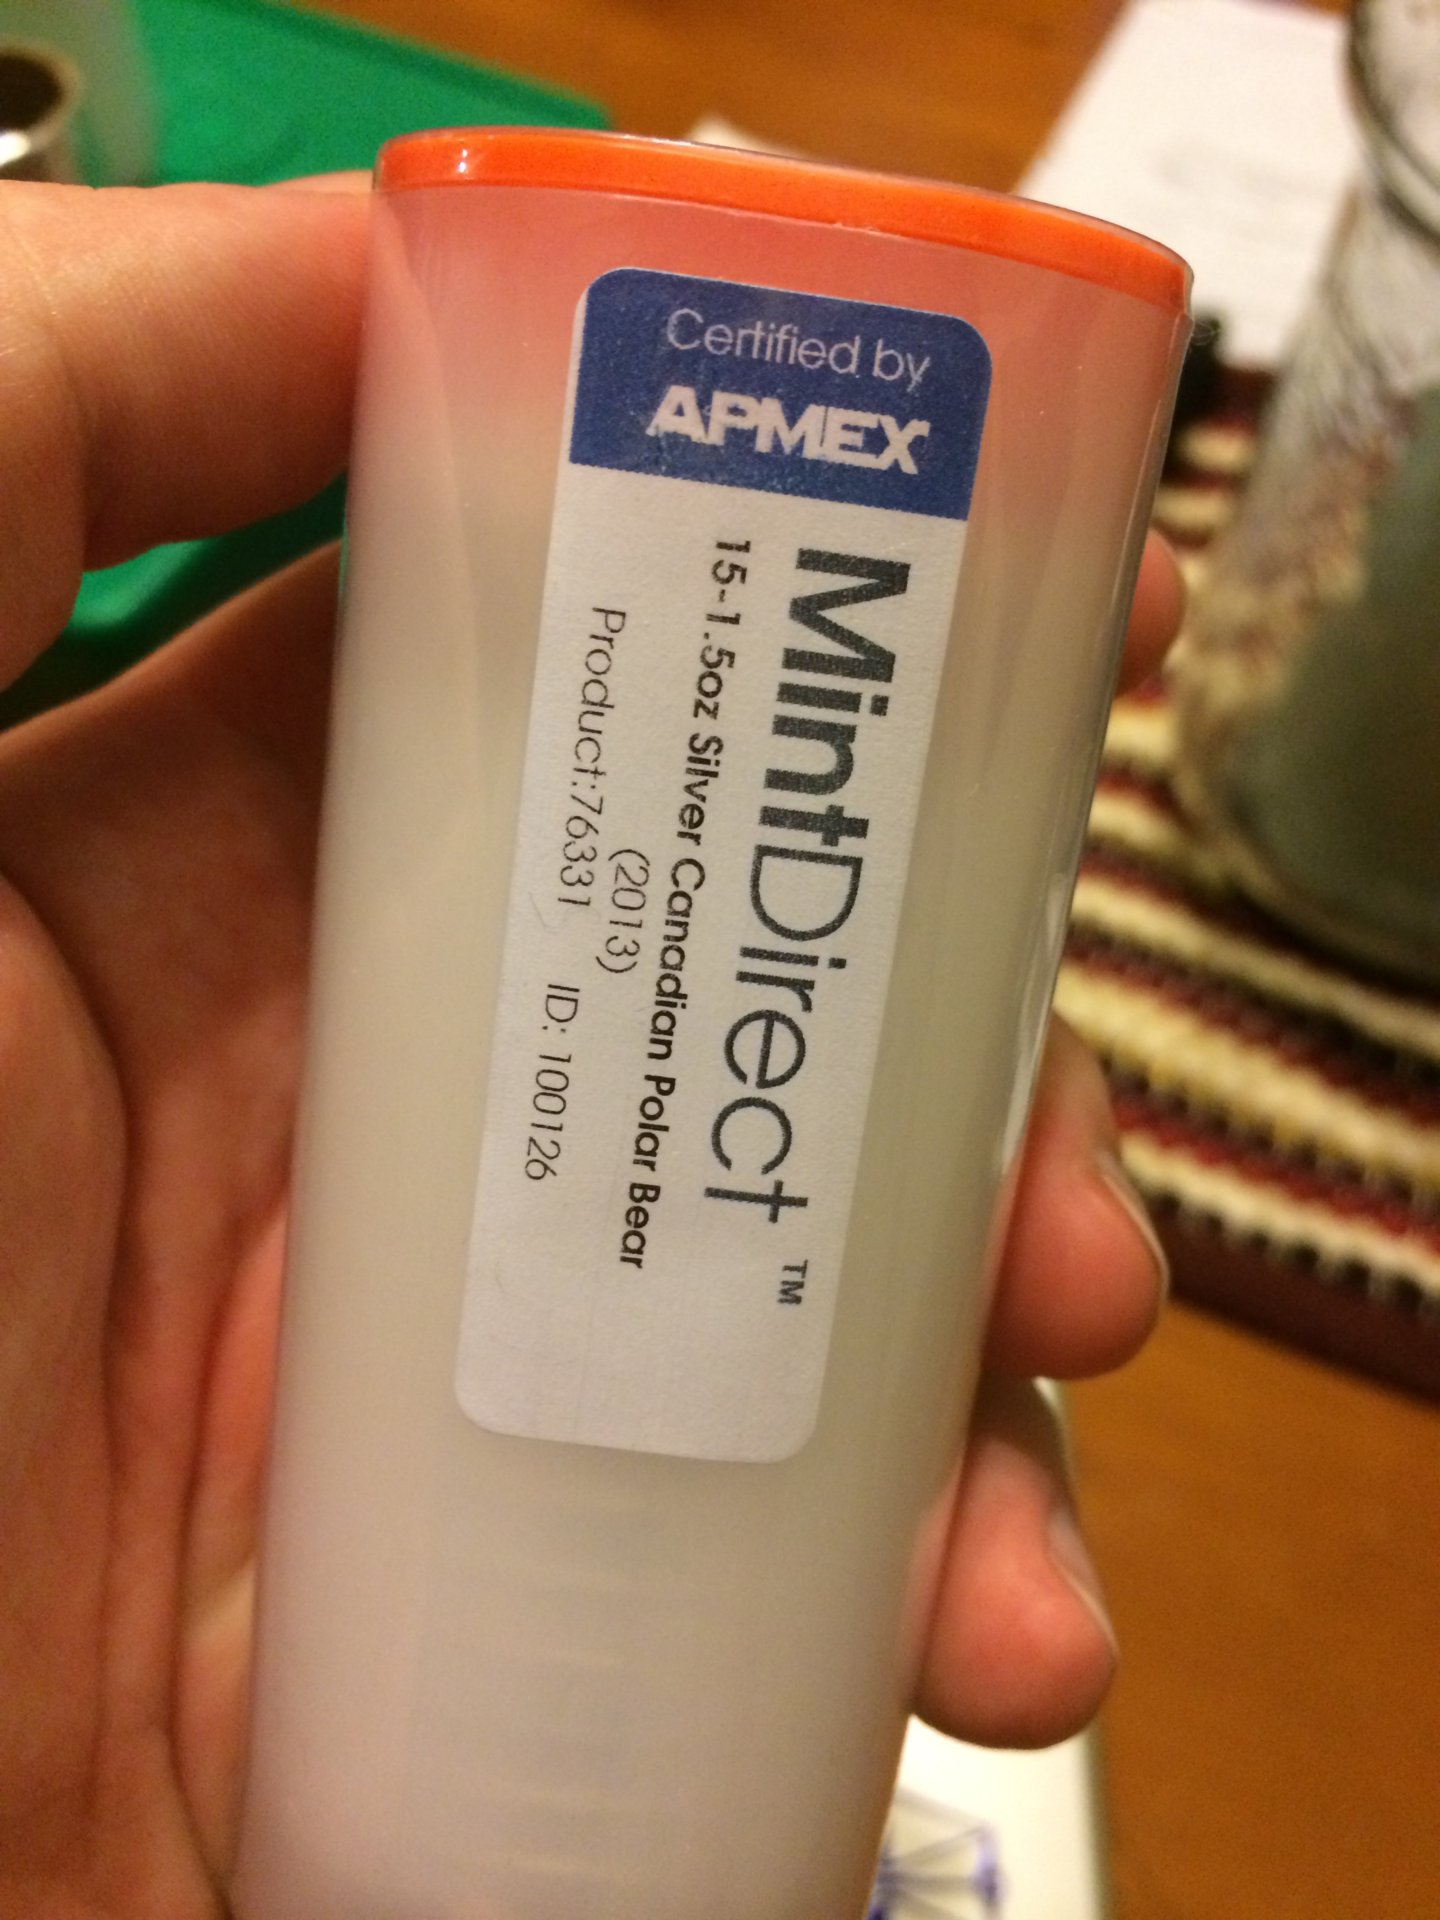 Certified by
APMEX
MintDirect™
15-1.5oz Silver Canadian Polar Bear
(2013)
Product:76331 ID: 100126